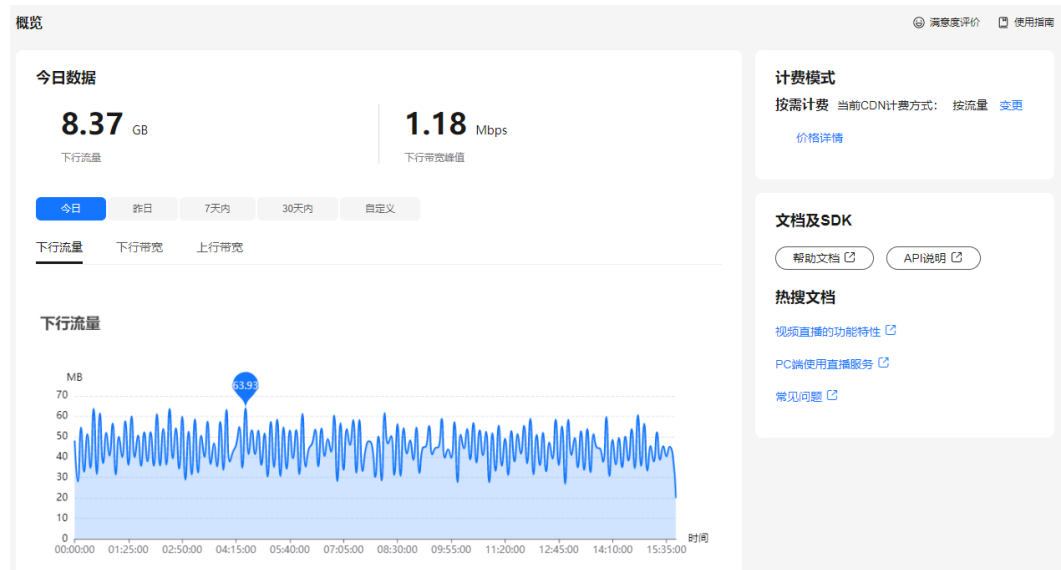 概览
满意度评价 使用指南
今日数据
8.37 GB
下行流量
1.18 Mbps
下行带宽峰值
今日 昨日 7天内 30天内 自定义
下行流量 下行带宽 上行带宽
下行流量
MB
63.93
70
60
50
40
30
20
10
0
00:00:00 01:25:00 02:50:00 04:15:00 05:40:00 07:05:00 08:30:00 09:55:00 11:20:00 12:45:00 14:10:00 15:35:00
时间
计费模式
按需计费 当前CDN计费方式： 按流量 变更
价格详情
文档及SDK
帮助文档 API说明
热搜文档
视频直播的功能特性
PC端使用直播服务
常见问题